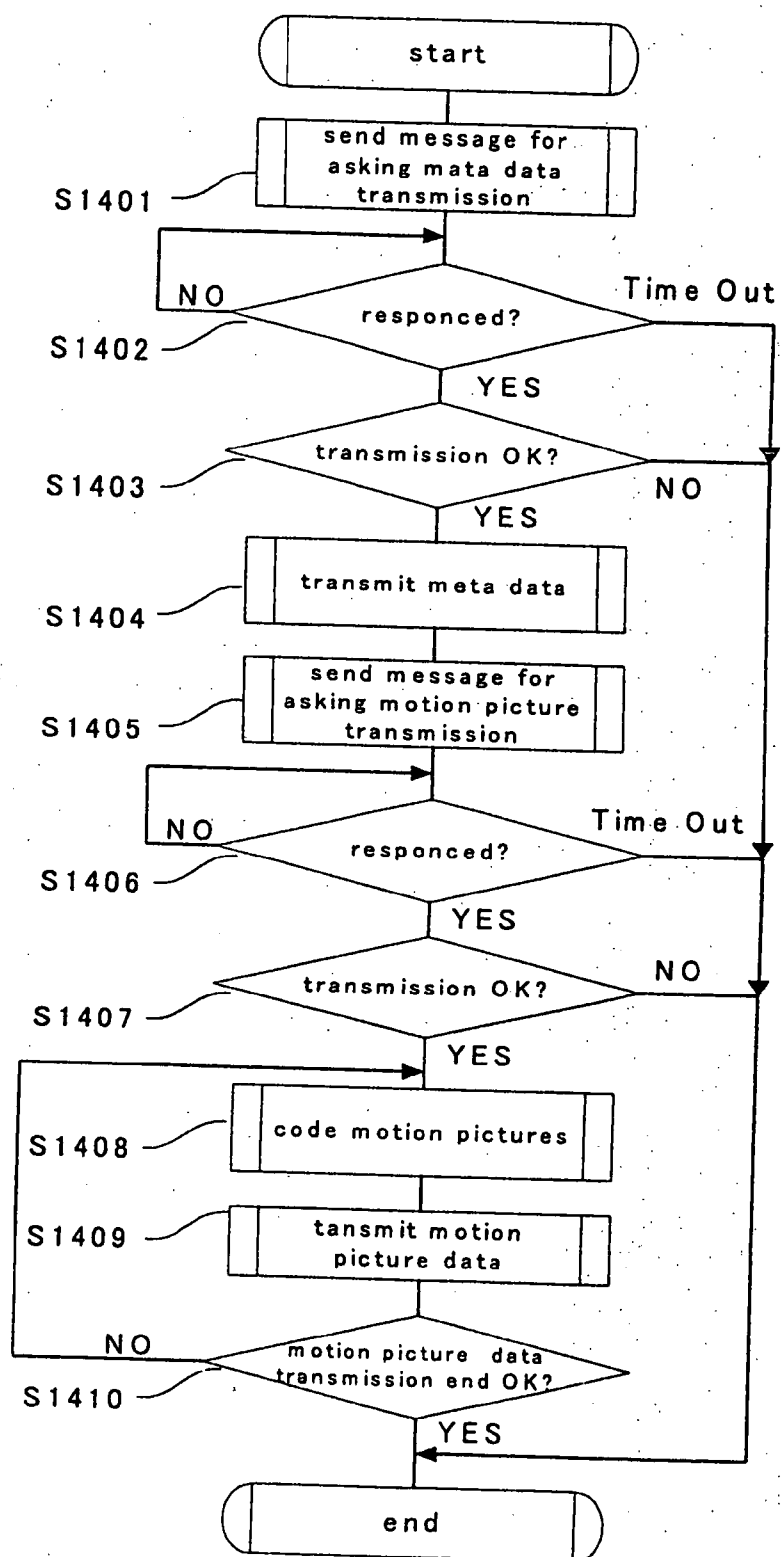 start
send message for
asking mata data
transmission
S1401
NO
Time Out
responced?
S1402
YES
transmission OK?
S1403
NO
YES
transmit meta data
S1404
send message for
asking motion picture
transmission
S1405
NO
Time Out
responced?
S1406
YES
NO
transmission OK?
S1407
YES
code motion pictures
S1408
tansmit motion
picture data
S1409
NO
motion picture data
transmission end OK?
S1410
YES
end